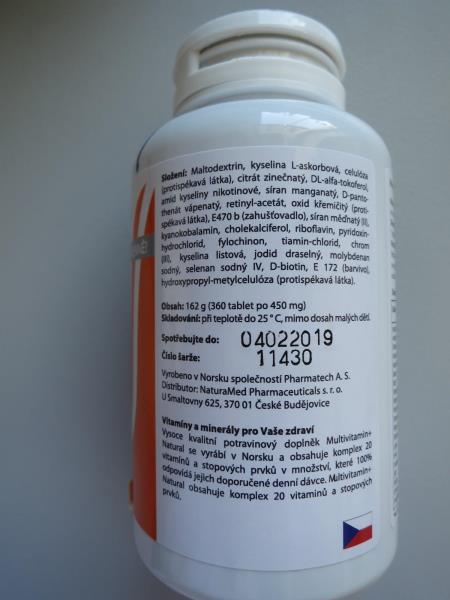 Složení: Maltodextrin, kyselina L-askorbová, celulóza
(protispékavá látka), citrát zinečnatý, DL-alfa-tokoferol,
amid kyseliny nikotinové, síran manganatý, D-panto-
thenát vápenatý, retinyl-acetát, oxid křemičitý (proti-
spékavá látka), E470 b (zahušťovadlo), síran měďnatý (II),
kyanokobalamin, cholekalciferol, riboflavin, pyridoxin-
hydrochlorid, fylochinon, tiamin-chlorid, chrom
(III), kyselina listová, jodid draselný, molybdenan
sodný, selenan sodný IV, D-biotin, E 172 (barvivo),
hydroxypropyl-metylcelulóza (protispékavá látka).
Obsah: 162 g (360 tablet po 450 mg)
Skladování: při teplotě do 25 °C, mimo dosah malých dětí.
Spotřebujte do: 04022019
Číslo šarže: 11430
Vyrobeno v Norsku společností Pharmatech A. S.
Distributor: NaturaMed Pharmaceuticals s. r. o.
U Smaltovny 625, 370 01 České Budějovice
Vitamíny a minerály pro Vaše zdraví
Vysoce kvalitní potravinový doplněk Multivitamin+
Natural se vyrábí v Norsku a obsahuje komplex 20
vitamínů a stopových prvků v množství, které 100%
odpovídá jejich doporučené denní dávce. Multivitamin+
Natural obsahuje komplex 20 vitamínů a stopových
prvků.